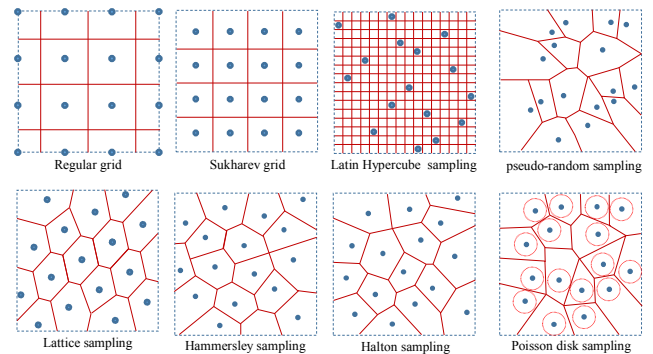 Regular grid
Sukharev grid
Latin Hypercube sampling
pseudo-random sampling
Lattice sampling
Hammersley sampling
Halton sampling
Poisson disk sampling